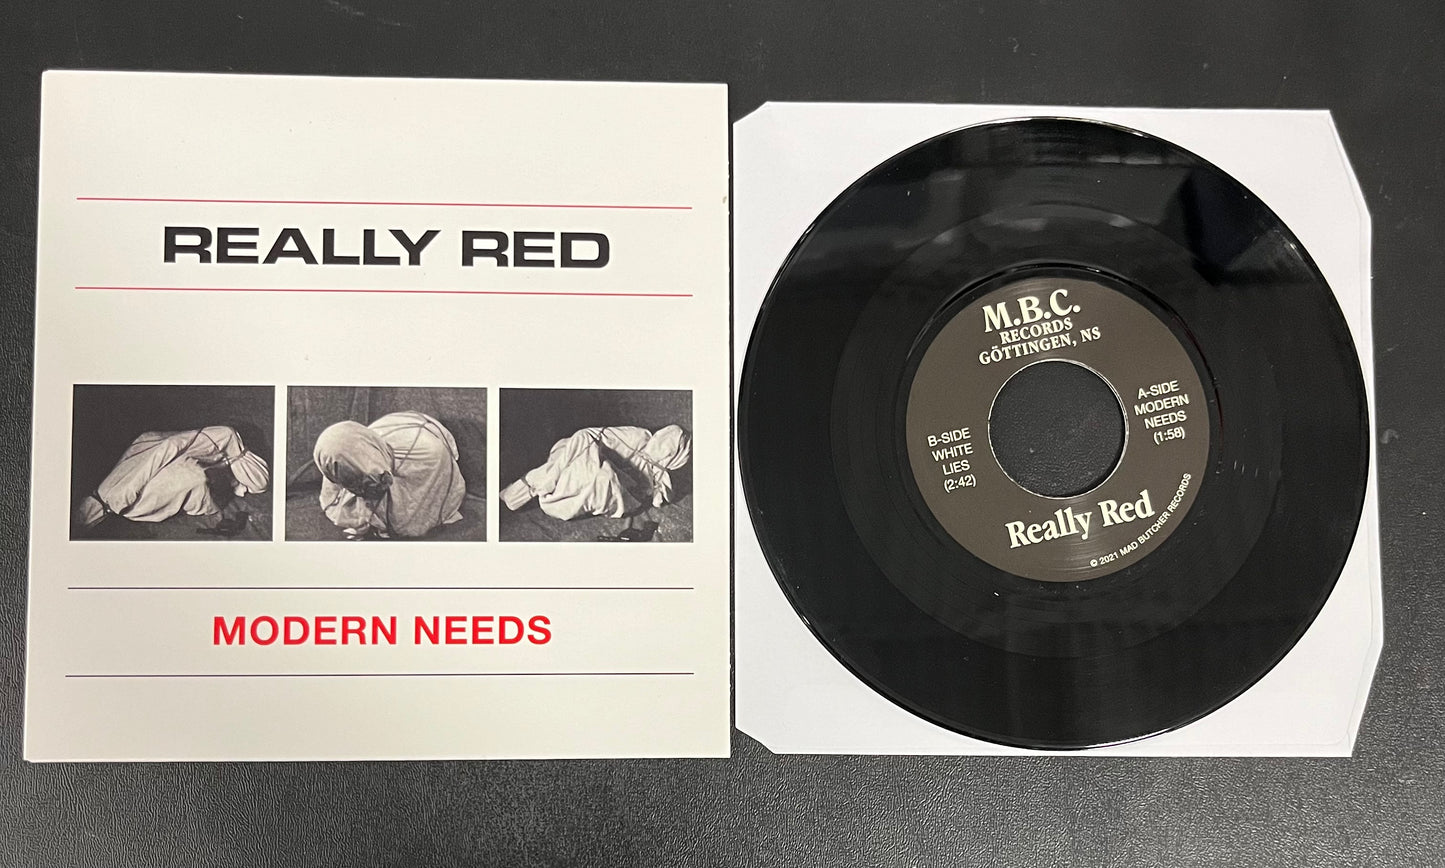 REALLY RED
MODERN NEEDS
M.B.C.
RECORDS
GÖTTINGEN, NS
B-SIDE
WHITE
LIES
(2:42)
A-SIDE
MODERN
NEEDS
(1:58)
Really Red
© 2021 MAD BUTCHER RECORDS